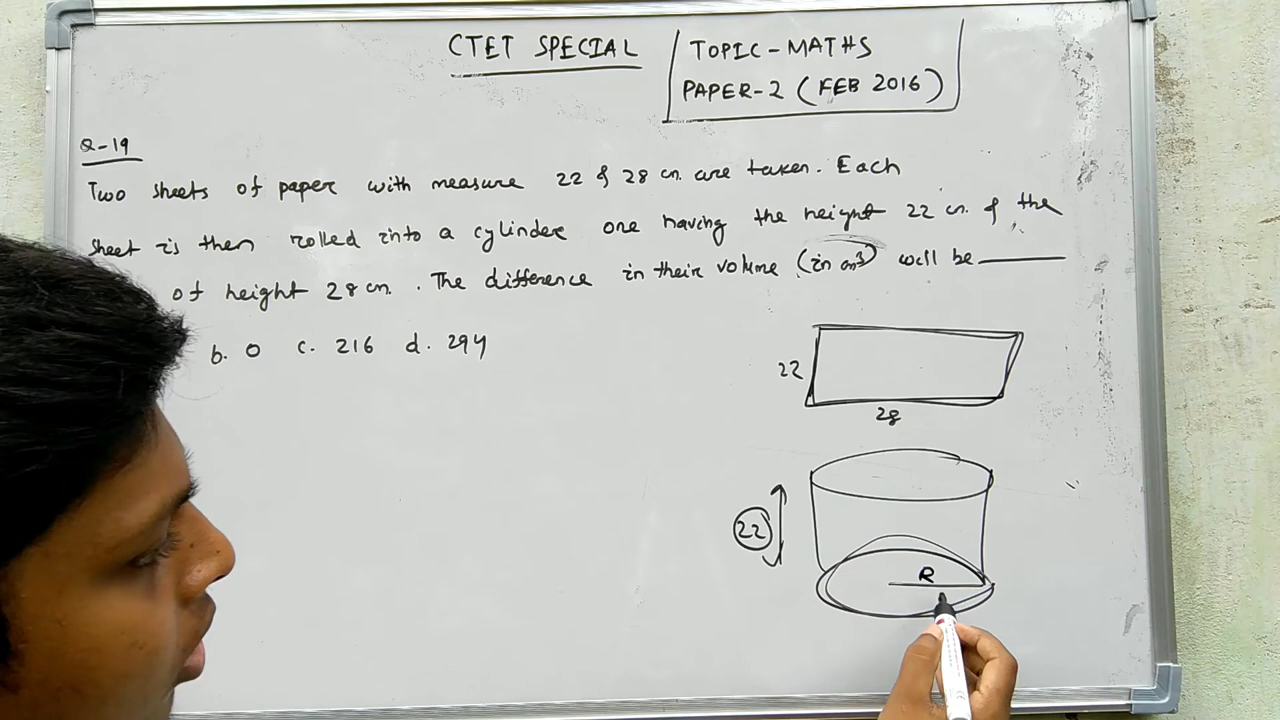 CTET SPECIAL
TOPIC-MATHS
PAPER-2 (FEB 2016)
Q-19
Two sheets of paper with measure 22 & 28 cm. are taken. Each
sheet is then rolled into a cylinder one having the height 22 cm. & the
of height 28 cm. The difference in their volume (in cm3) will be ______
b. 0 c. 216 d. 294
22
28
22
R